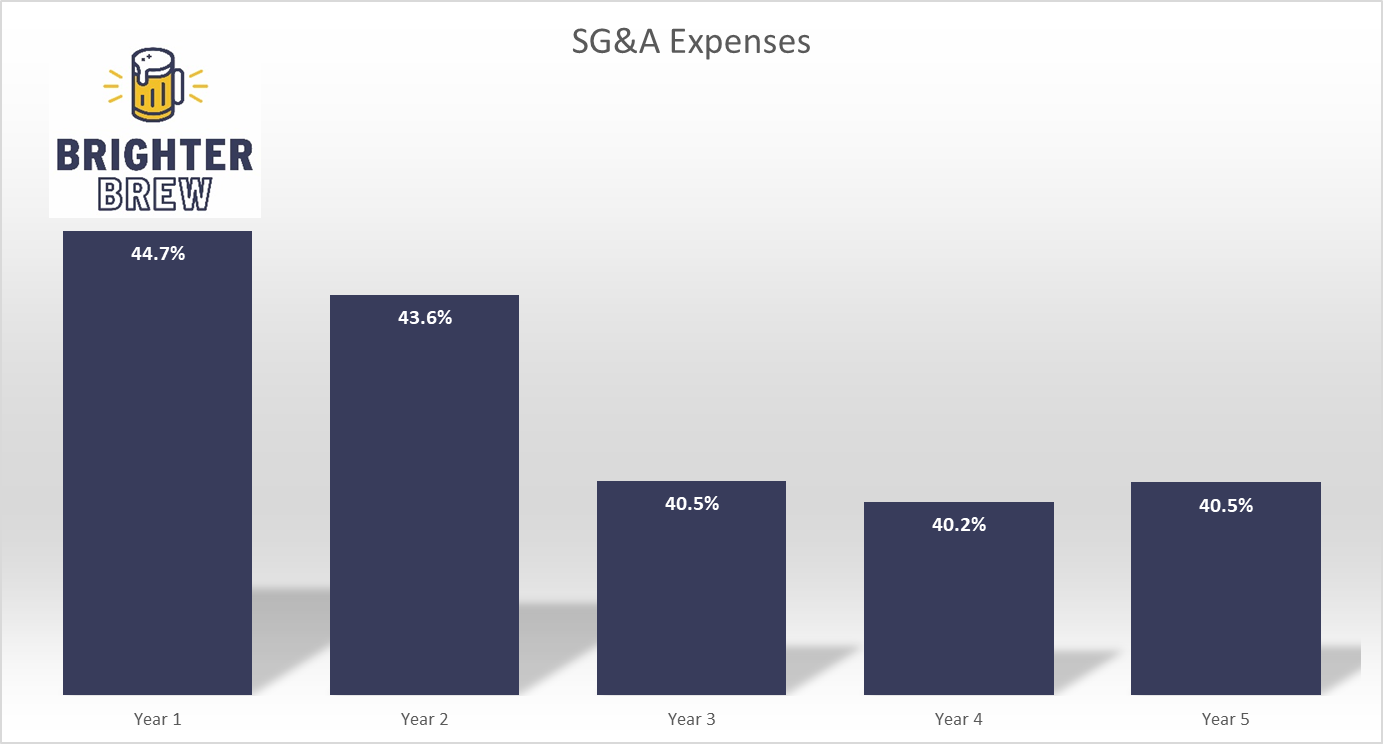 SG&A Expenses
BRIGHTER
BREW
44.7%
43.6%
40.5%
40.2%
40.5%
Year 1
Year 2
Year 3
Year 4
Year 5